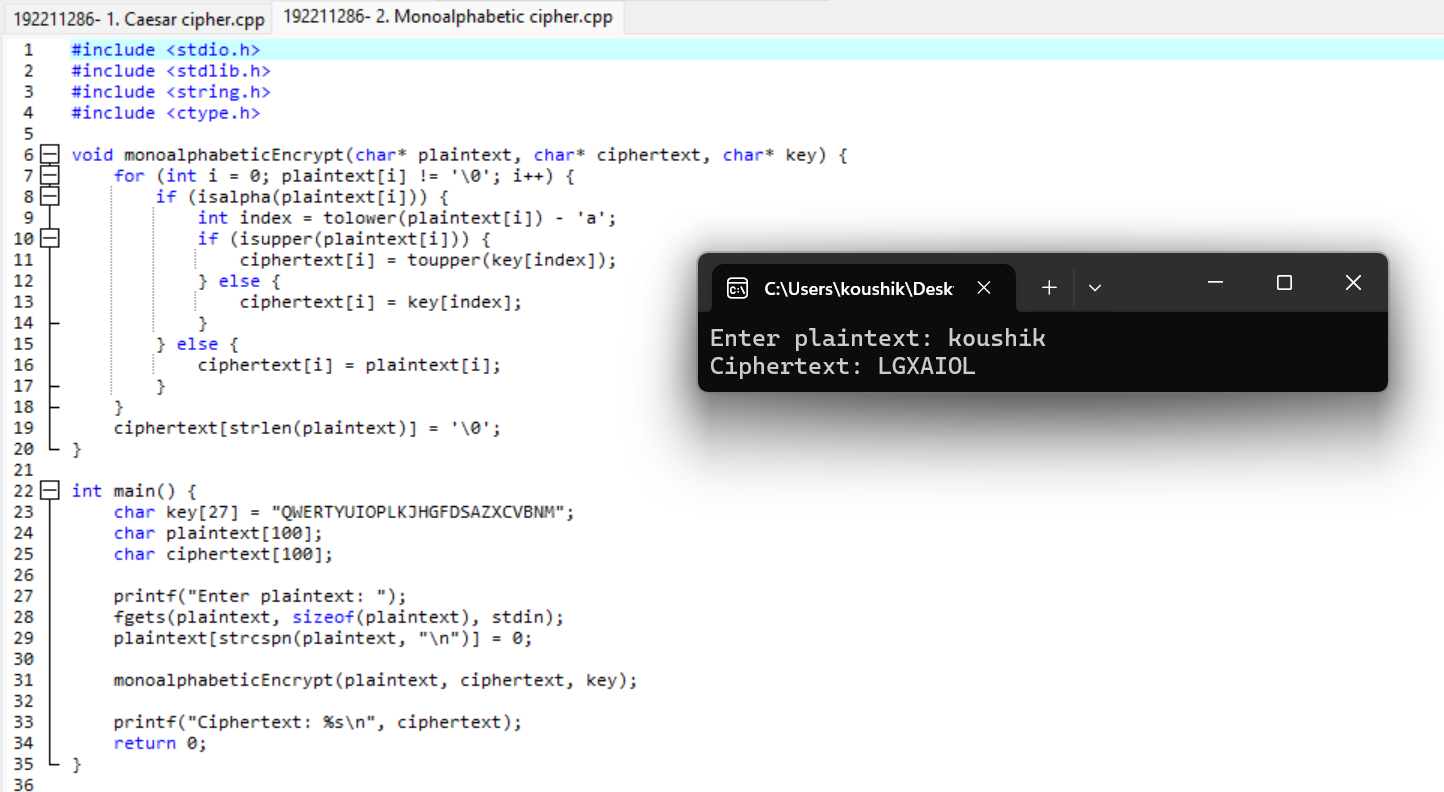 192211286- 1. Caesar cipher.cpp 192211286- 2. Monoalphabetic cipher.cpp
1 #include <stdio.h>
2 #include <stdlib.h>
3 #include <string.h>
4 #include <ctype.h>
5
6 void monoalphabeticEncrypt(char* plaintext, char* ciphertext, char* key) {
7 for (int i = 0; plaintext[i] != '\0'; i++) {
8 if (isalpha(plaintext[i])) {
9 int index = tolower(plaintext[i]) - 'a';
10 if (isupper(plaintext[i])) {
11 ciphertext[i] = toupper(key[index]);
12 } else {
13 ciphertext[i] = key[index];
14 }
15 } else {
16 ciphertext[i] = plaintext[i];
17 }
18 }
19 ciphertext[strlen(plaintext)] = '\0';
20 }
21
22 int main() {
23 char key[27] = "QWERTYUIOPLKJHGFDSAZXCVBNM";
24 char plaintext[100];
25 char ciphertext[100];
26
27 printf("Enter plaintext: ");
28 fgets(plaintext, sizeof(plaintext), stdin);
29 plaintext[strcspn(plaintext, "\n")] = 0;
30
31 monoalphabeticEncrypt(plaintext, ciphertext, key);
32
33 printf("Ciphertext: %s\n", ciphertext);
34 return 0;
35 }
36
C:\Users\koushik\Desk
Enter plaintext: koushik
Ciphertext: LGXAIOL